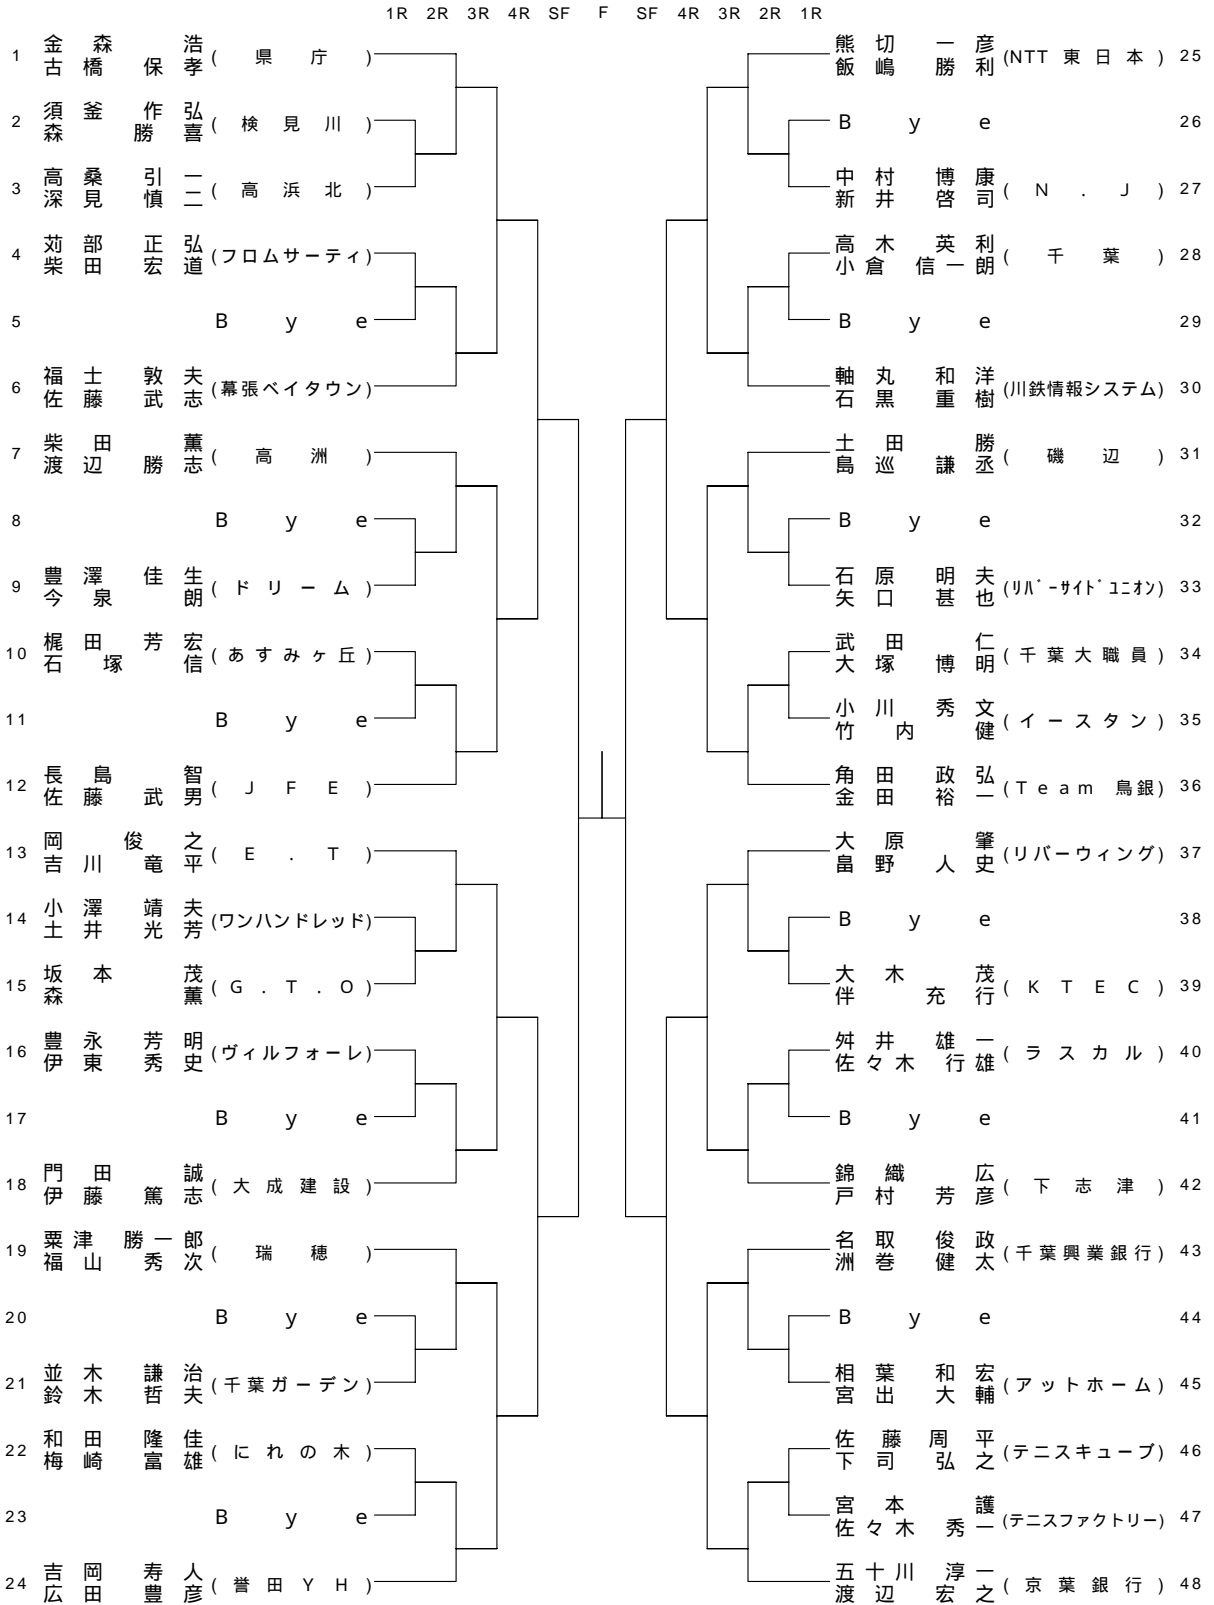 1R 2R 3R 4R SF F SF 4R 3R 2R 1R
1 金森 浩 古橋 保孝 (県庁)
2 須釜 作弘 森 勝喜 (検見川)
3 高桑 引一 深見 慎二 (高浜北)
4 苅部 正弘 柴田 宏道 (フロムサーティ)
5 Bye
6 福士 敦夫 佐藤 武志 (幕張ベイタウン)
7 柴田 薫 渡辺 勝志 (高洲)
8 Bye
9 豊澤 佳生 今泉 朗 (ドリーム)
10 梶田 芳宏 石塚 信 (あすみヶ丘)
11 Bye
12 長島 智 佐藤 武男 (JFE)
13 岡 俊之 吉川 竜平 (E.T)
14 小澤 靖夫 土井 光芳 (ワンハンドレッド)
15 坂本 茂 森 薫 (G.T.O)
16 豊永 芳明 伊東 秀史 (ヴィルフォーレ)
17 Bye
18 門田 誠 伊藤 篤志 (大成建設)
19 粟津 勝一郎 福山 秀次 (瑞穂)
20 Bye
21 並木 謙治 鈴木 哲夫 (千葉ガーデン)
22 和田 隆佳 梅崎 富雄 (にれの木)
23 Bye
24 吉岡 寿人 広田 豊彦 (誉田YH)
熊切 一彦 飯嶋 勝利 (NTT東日本) 25
Bye 26
中村 博康 新井 啓司 (N.J) 27
高木 英利 小倉 信一朗 (千葉) 28
Bye 29
軸丸 和洋 石黒 重樹 (川鉄情報システム) 30
土田 勝 島巡 謙丞 (磯辺) 31
Bye 32
石原 明夫 矢口 甚也 (ﾘﾊﾞｰｻｲﾄﾞﾕﾆｵﾝ) 33
武田 仁 大塚 博明 (千葉大職員) 34
小川 秀文 竹内 健 (イースタン) 35
角田 政弘 金田 裕一 (Team 鳥銀) 36
大原 肇 畠野 人史 (リバーウィング) 37
Bye 38
大木 茂 伴 充行 (KTEC) 39
舛井 雄一 佐々木 行雄 (ラスカル) 40
Bye 41
錦織 広 戸村 芳彦 (下志津) 42
名取 俊政 洲巻 健太 (千葉興業銀行) 43
Bye 44
相葉 和宏 宮出 大輔 (アットホーム) 45
佐藤 周平 下司 弘之 (テニスキューブ) 46
宮本 護 佐々木 秀一 (テニスファクトリー) 47
五十川 淳一 渡辺 宏之 (京葉銀行) 48